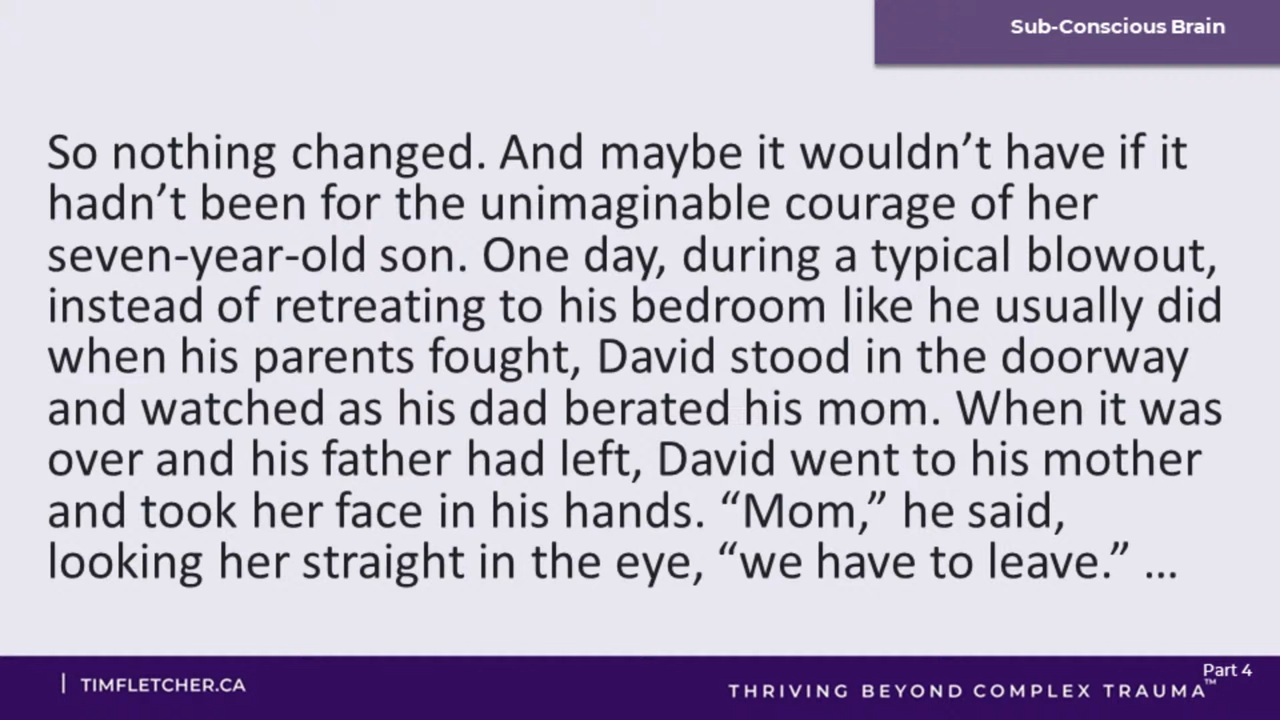 Sub-Conscious Brain
So nothing changed. And maybe it wouldn’t have if it
hadn’t been for the unimaginable courage of her
seven-year-old son. One day, during a typical blowout,
instead of retreating to his bedroom like he usually did
when his parents fought, David stood in the doorway
and watched as his dad berated his mom. When it was
over and his father had left, David went to his mother
and took her face in his hands. “Mom,” he said,
looking her straight in the eye, “we have to leave.” ...
| TIMFLETCHER.CA
THRIVING BEYOND COMPLEX TRAUMA™
Part 4